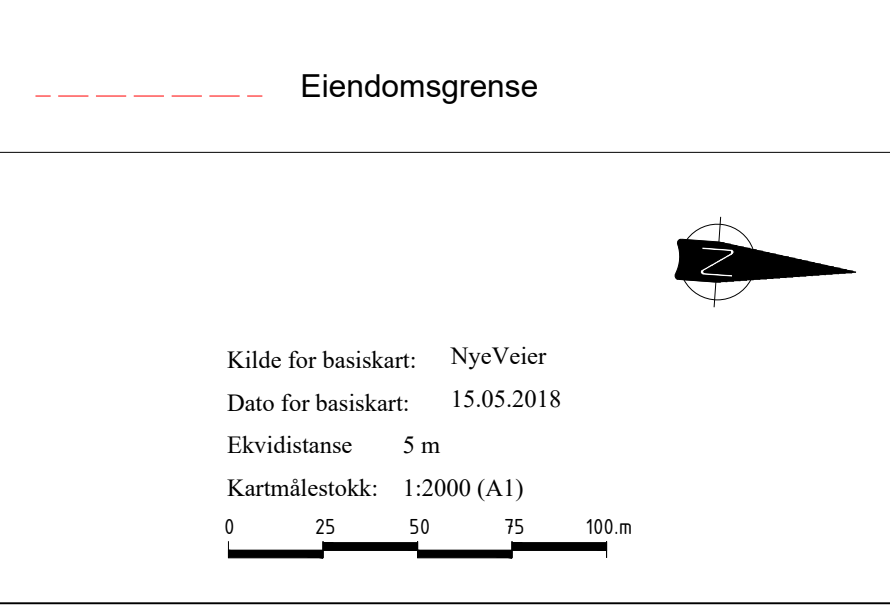 Eiendomsgrense
N
Kilde for basiskart: NyeVeier
Dato for basiskart: 15.05.2018
Ekvidistanse 5 m
Kartmålestokk: 1:2000 (A1)
0 25 50 75 100.m